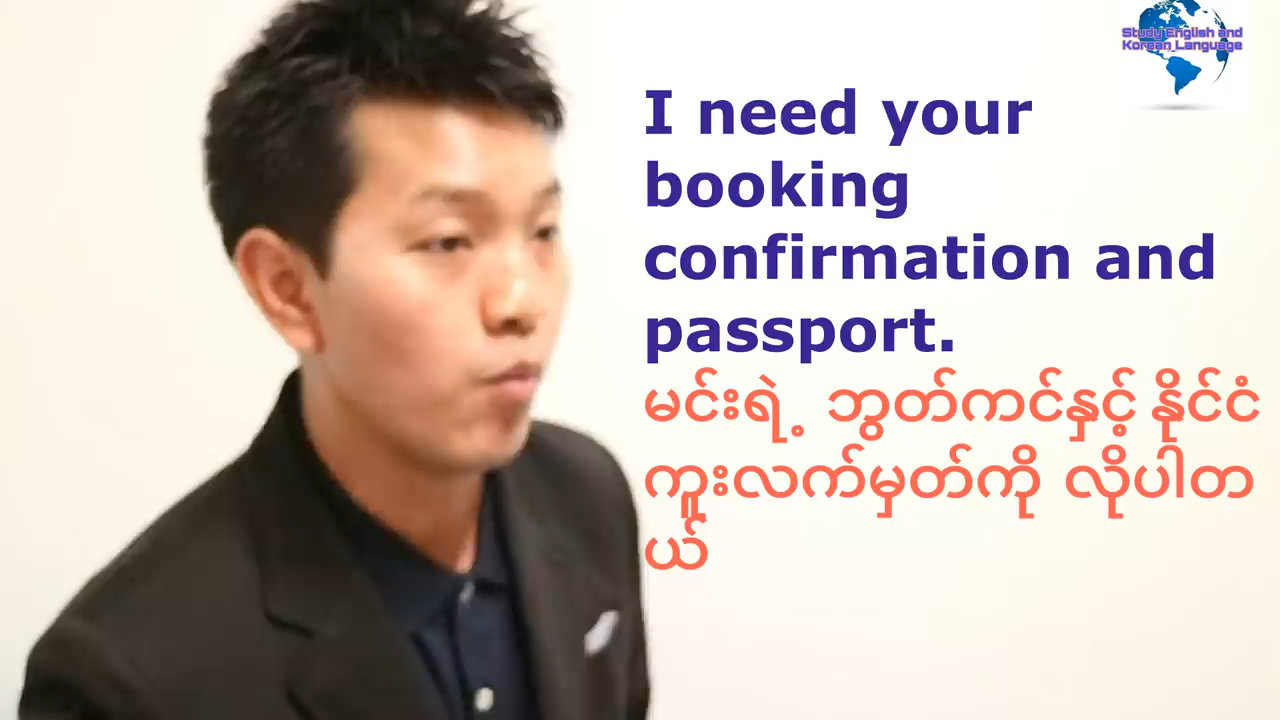 Study English and
Korean Language
I need your
booking
confirmation and
passport.
မင်းရဲ့ ဘွတ်ကင်နှင့် နိုင်ငံ
ကူးလက်မှတ်ကို လိုပါတ
ယ်